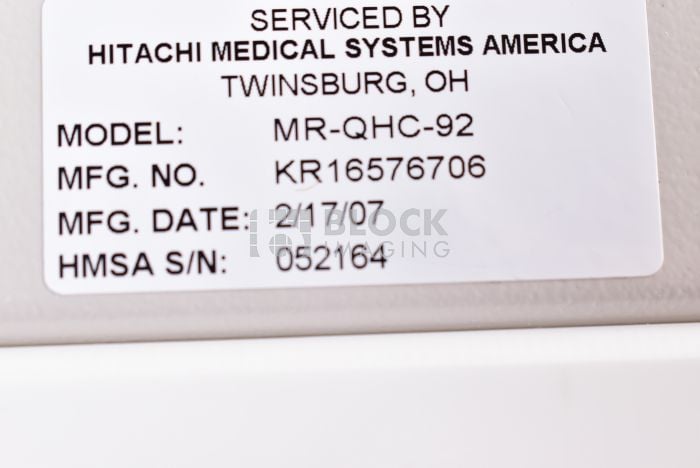 SERVICED BY
HITACHI MEDICAL SYSTEMS AMERICA
TWINSBURG, OH
MODEL: MR-QHC-92
MFG. NO. KR16576706
MFG. DATE: 2/17/07
HMSA S/N: 052164
BLOCK
IMAGING